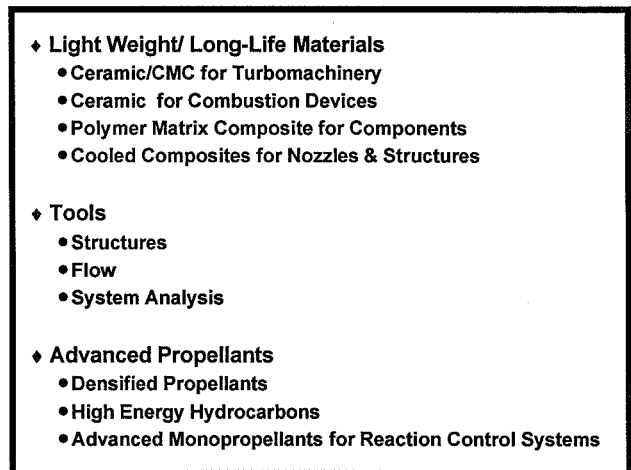 ♦ Light Weight/ Long-Life Materials
● Ceramic/CMC for Turbomachinery
● Ceramic for Combustion Devices
● Polymer Matrix Composite for Components
● Cooled Composites for Nozzles & Structures
♦ Tools
● Structures
● Flow
● System Analysis
♦ Advanced Propellants
● Densified Propellants
● High Energy Hydrocarbons
● Advanced Monopropellants for Reaction Control Systems